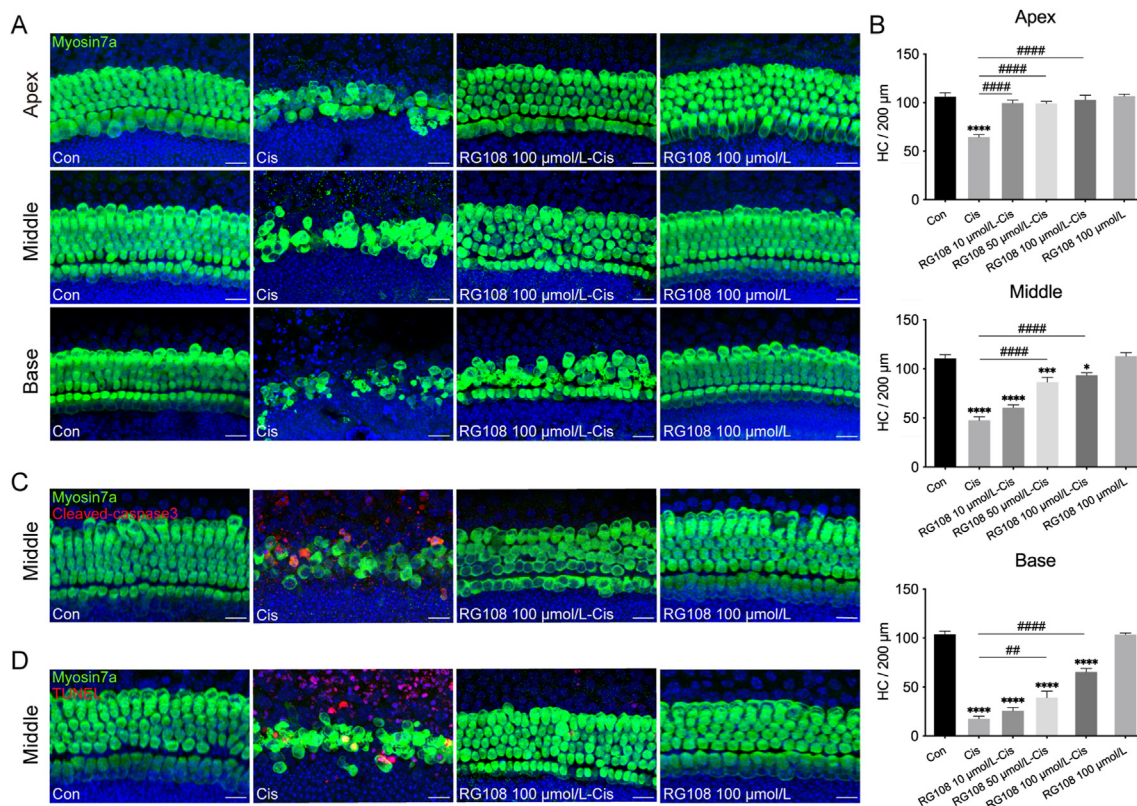 A
Myosin7a
Apex
Con
Cis
RG108 100 μmol/L-Cis
RG108 100 μmol/L
Middle
Con
Cis
RG108 100 μmol/L-Cis
RG108 100 μmol/L
Base
Con
Cis
RG108 100 μmol/L-Cis
RG108 100 μmol/L
C
Myosin7a
Cleaved-caspase3
Middle
Con
Cis
RG108 100 μmol/L-Cis
RG108 100 μmol/L
D
Myosin7a
TUNEL
Middle
Con
Cis
RG108 100 μmol/L-Cis
RG108 100 μmol/L
B
Apex
HC / 200 μm
150
100
50
0
####
####
####
****
Con
Cis
RG108 10 μmol/L-Cis
RG108 50 μmol/L-Cis
RG108 100 μmol/L-Cis
RG108 100 μmol/L
Middle
HC / 200 μm
150
100
50
0
####
####
****
****
***
*
Con
Cis
RG108 10 μmol/L-Cis
RG108 50 μmol/L-Cis
RG108 100 μmol/L-Cis
RG108 100 μmol/L
Base
HC / 200 μm
150
100
50
0
####
##
****
****
****
****
Con
Cis
RG108 10 μmol/L-Cis
RG108 50 μmol/L-Cis
RG108 100 μmol/L-Cis
RG108 100 μmol/L